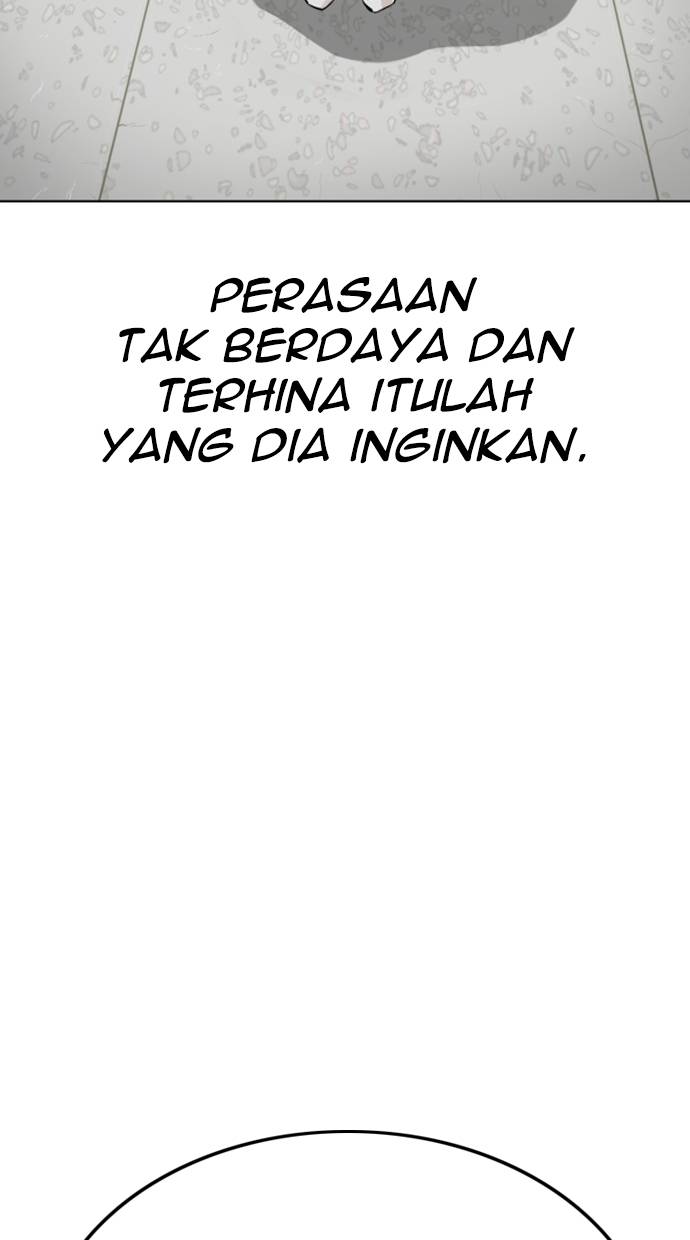 PERASAAN
TAK BERDAYA DAN
TERHINA ITULAH
YANG DIA INGINKAN.